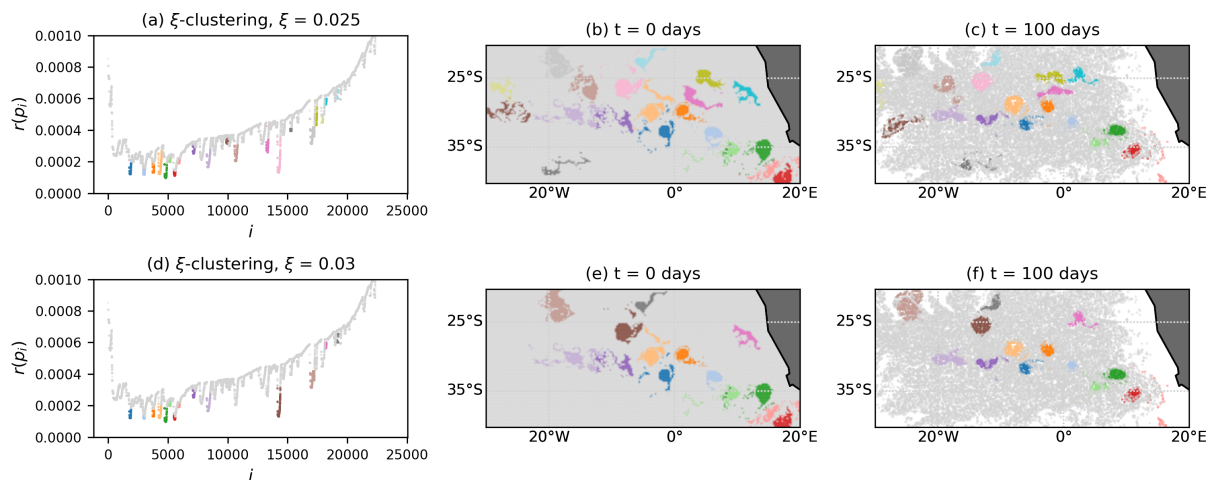 (a) ξ-clustering, ξ = 0.025
(b) t = 0 days
(c) t = 100 days
0.0010
0.0008
0.0006
0.0004
0.0002
0.0000
r(pᵢ)
0
5000
10000
15000
20000
25000
i
25°S
35°S
20°W
0°
20°E
25°S
35°S
20°W
0°
20°E
(d) ξ-clustering, ξ = 0.03
(e) t = 0 days
(f) t = 100 days
0.0010
0.0008
0.0006
0.0004
0.0002
0.0000
r(pᵢ)
0
5000
10000
15000
20000
25000
i
25°S
35°S
20°W
0°
20°E
25°S
35°S
20°W
0°
20°E